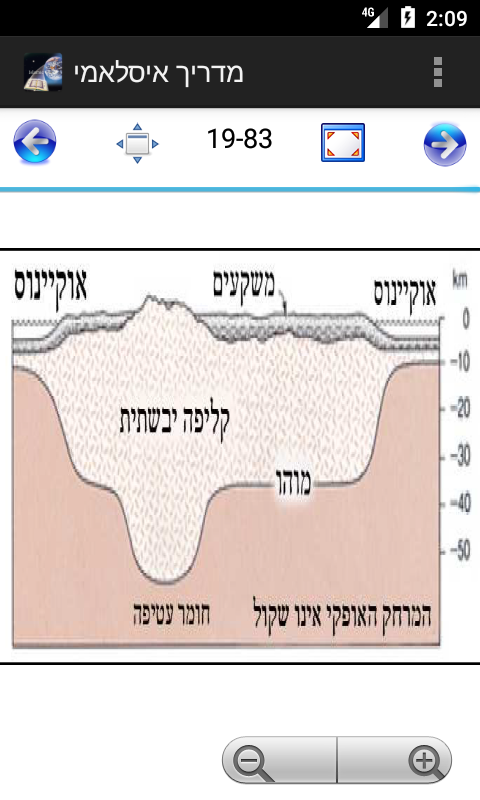 4G 2:09
מדריך איסלאמי
19-83
אוקיינוס משקעים אוקיינוס km
0
-10
-20
קליפה יבשתית
-30
מוהו
-40
-50
חומר עטיפה המרחק האופקי אינו שקול